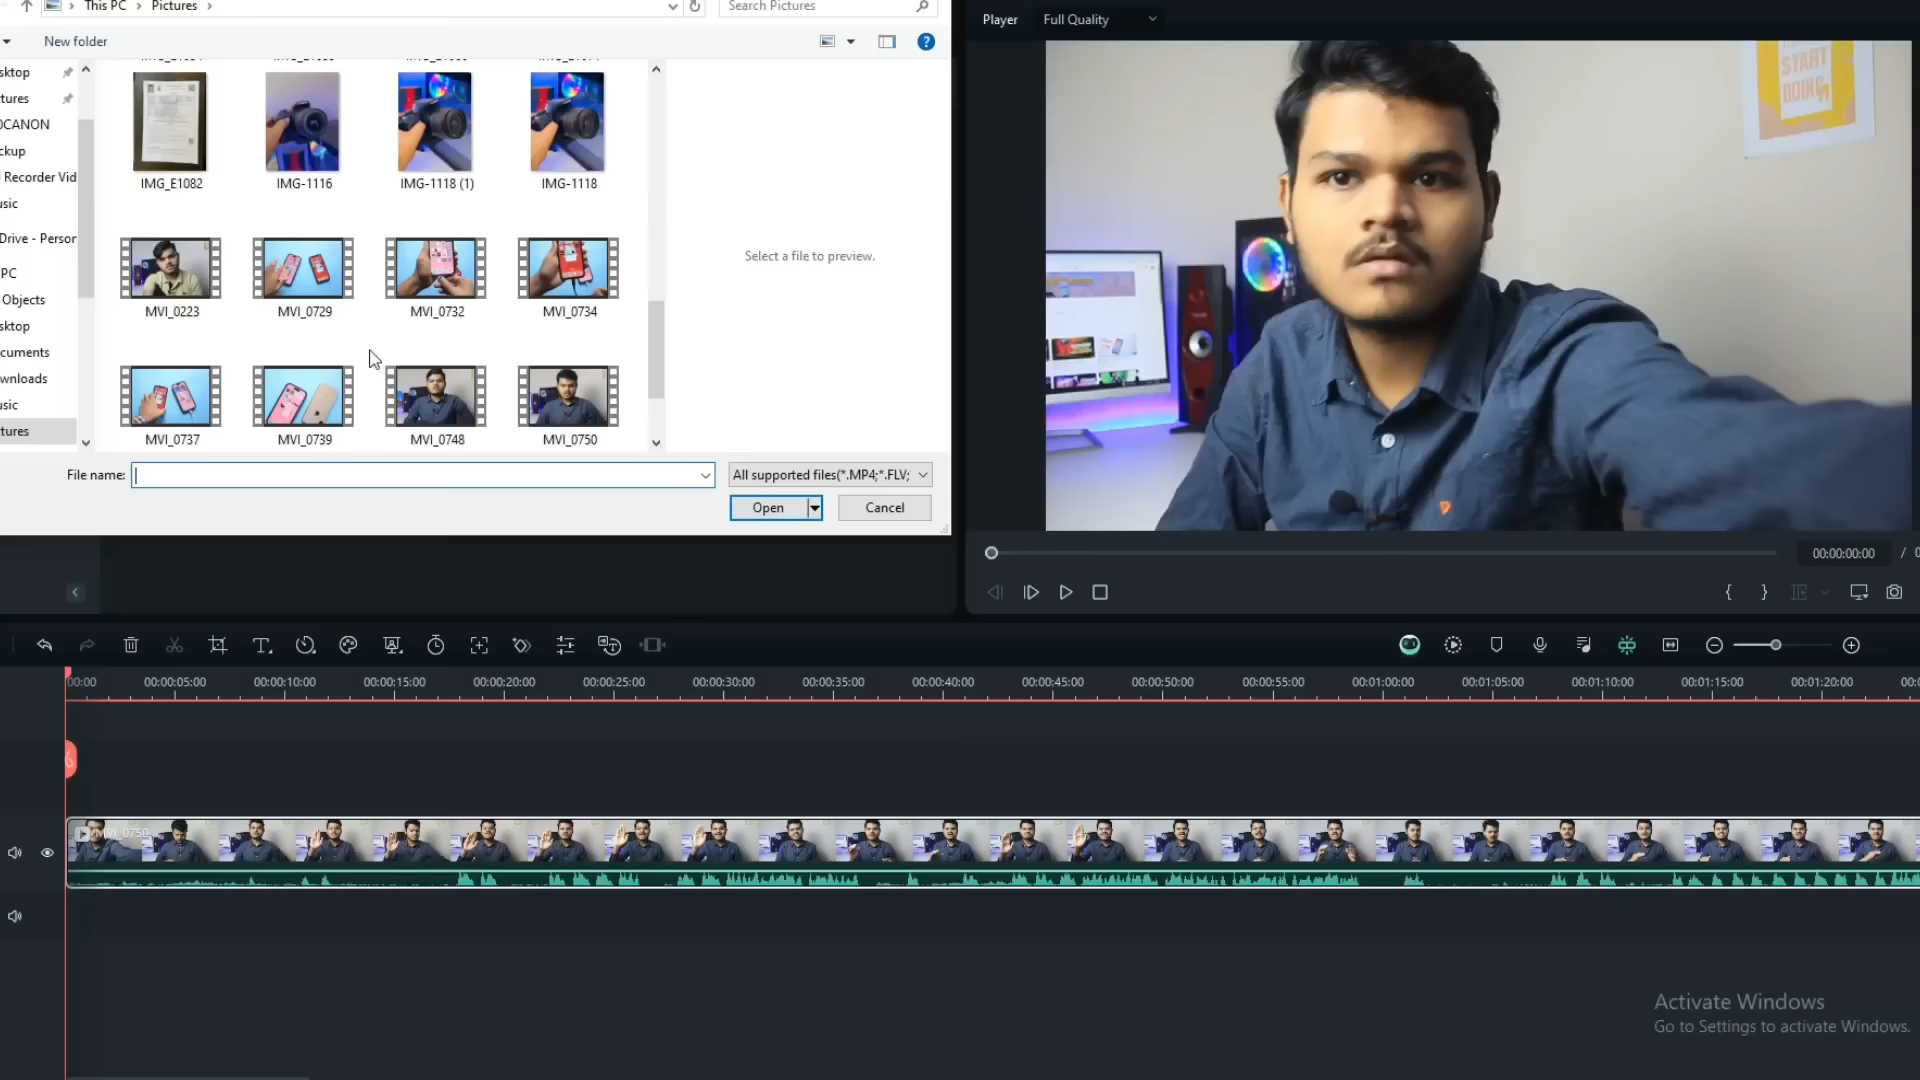 This PC > Pictures >
Search Pictures
New folder
sktop
tures
OCANON
ckup
Recorder Vid
usic
Drive - Person
PC
Objects
sktop
cuments
wnloads
usic
tures
IMG_E1082
IMG-1116
IMG-1118 (1)
IMG-1118
MVI_0223
MVI_0729
MVI_0732
MVI_0734
MVI_0737
MVI_0739
MVI_0748
MVI_0750
Select a file to preview.
File name:
All supported files(*.MP4;*.FLV;
Open
Cancel
Player
Full Quality
START
DOING
00:00:00:00 /
00:00
00:00:05:00
00:00:10:00
00:00:15:00
00:00:20:00
00:00:25:00
00:00:30:00
00:00:35:00
00:00:40:00
00:00:45:00
00:00:50:00
00:00:55:00
00:01:00:00
00:01:05:00
00:01:10:00
00:01:15:00
00:01:20:00
MVI_0750
Activate Windows
Go to Settings to activate Windows.